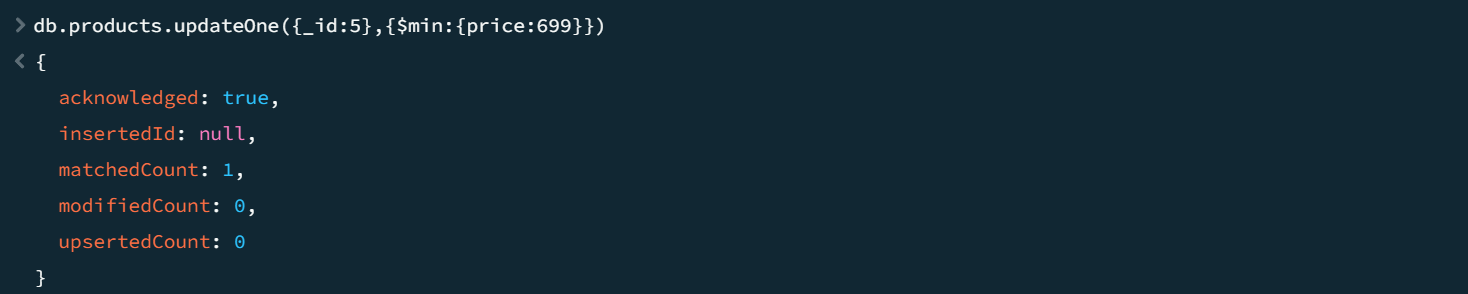 > db.products.updateOne({_id:5},{$min:{price:699}})
< {
acknowledged: true,
insertedId: null,
matchedCount: 1,
modifiedCount: 0,
upsertedCount: 0
}